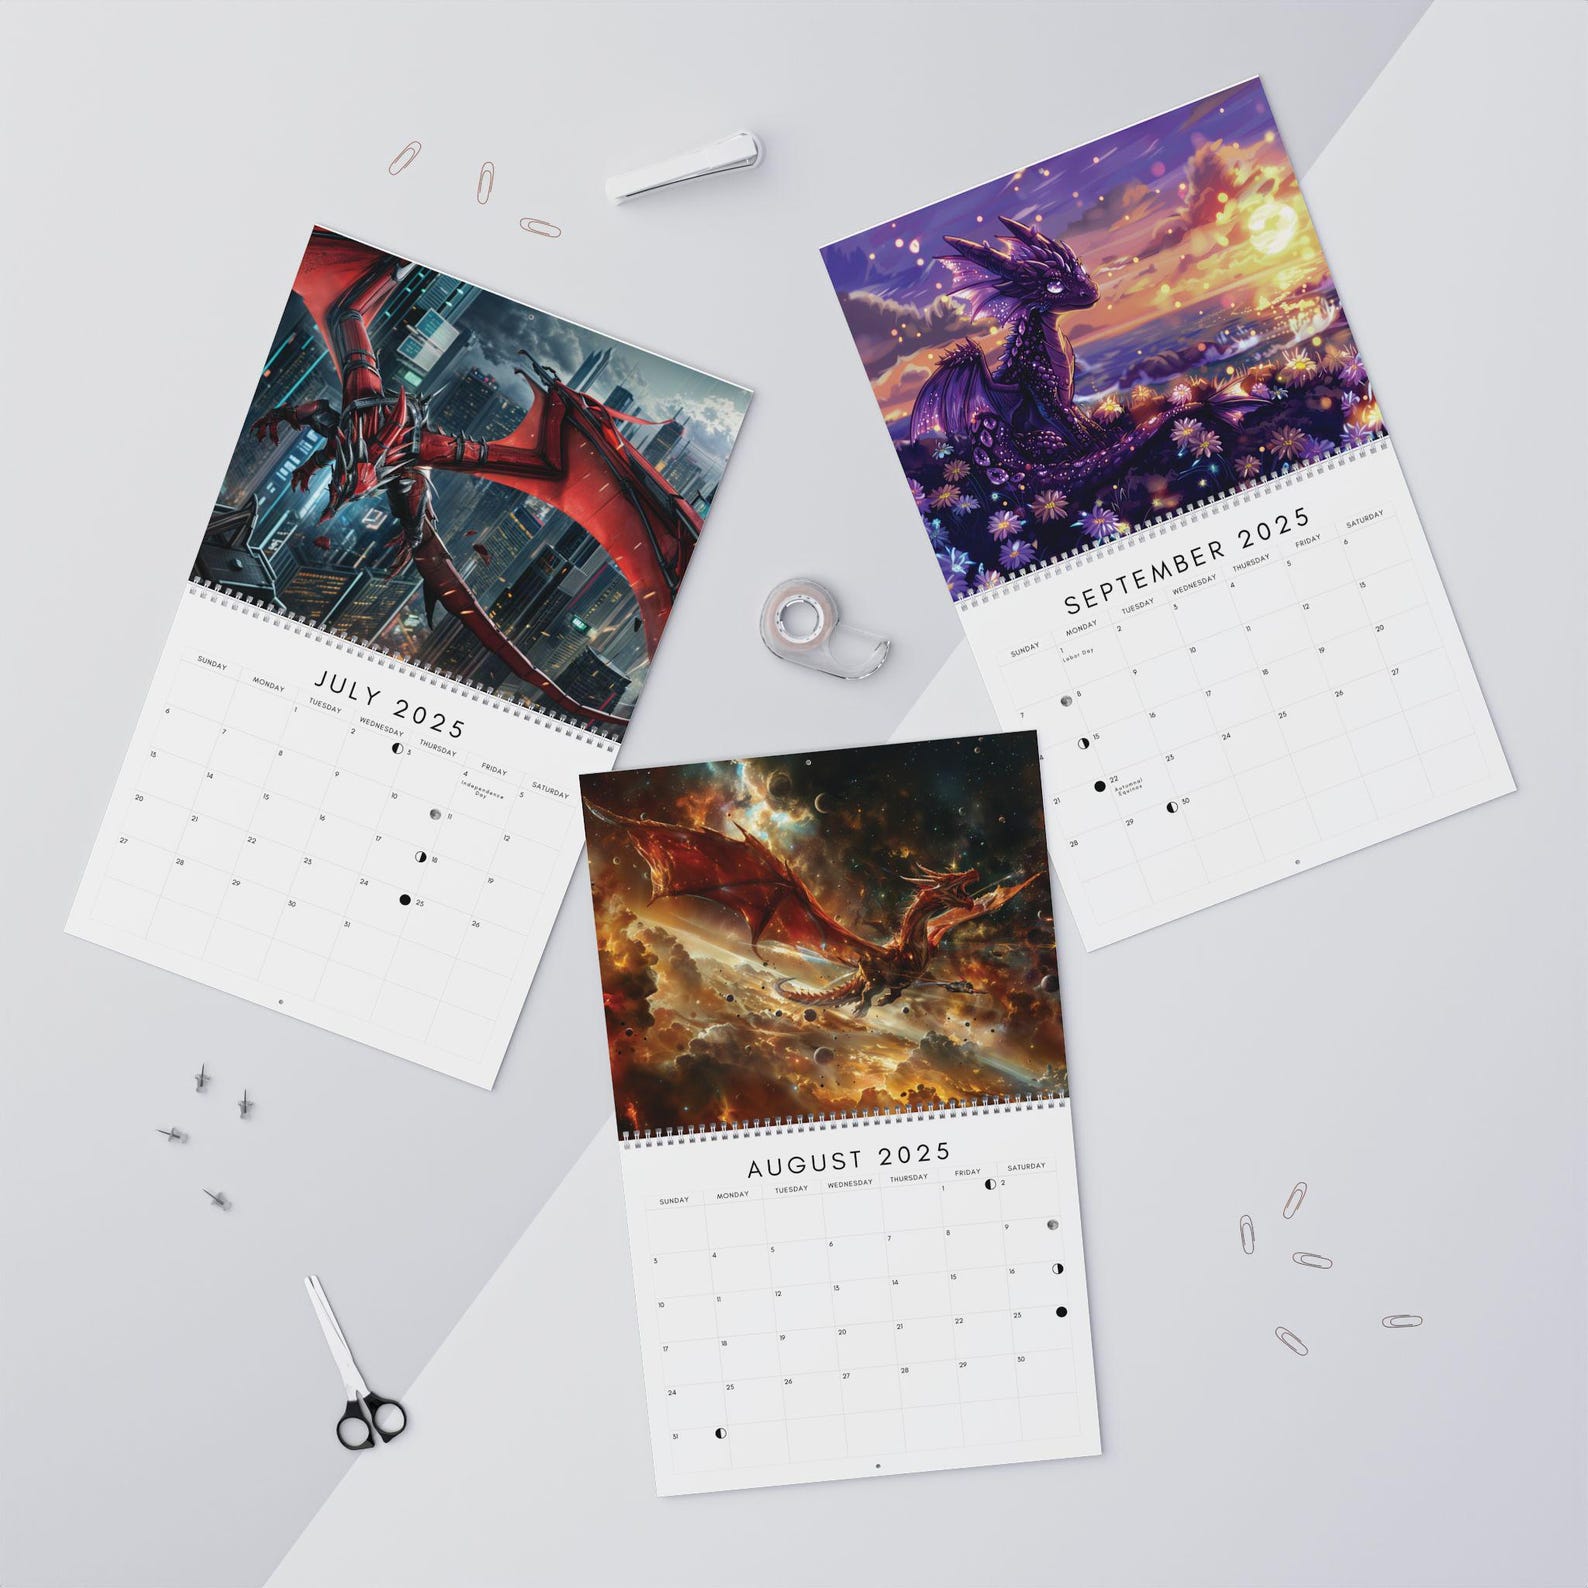 JULY 2025
SUNDAY MONDAY TUESDAY WEDNESDAY THURSDAY FRIDAY SATURDAY
1 2 3 4 5
Independence
Day
6 7 8 9 10 11 12
13 14 15 16 17 18 19
20 21 22 23 24 25 26
27 28 29 30 31
SEPTEMBER 2025
SUNDAY MONDAY TUESDAY WEDNESDAY THURSDAY FRIDAY SATURDAY
1 2 3 4 5 6
Labor Day
7 8 9 10 11 12 13
15 16 17 18 19 20
21 22 23 24 25 26 27
Autumnal
Equinox
28 29 30
AUGUST 2025
SUNDAY MONDAY TUESDAY WEDNESDAY THURSDAY FRIDAY SATURDAY
1 2
3 4 5 6 7 8 9
10 11 12 13 14 15 16
17 18 19 20 21 22 23
24 25 26 27 28 29 30
31